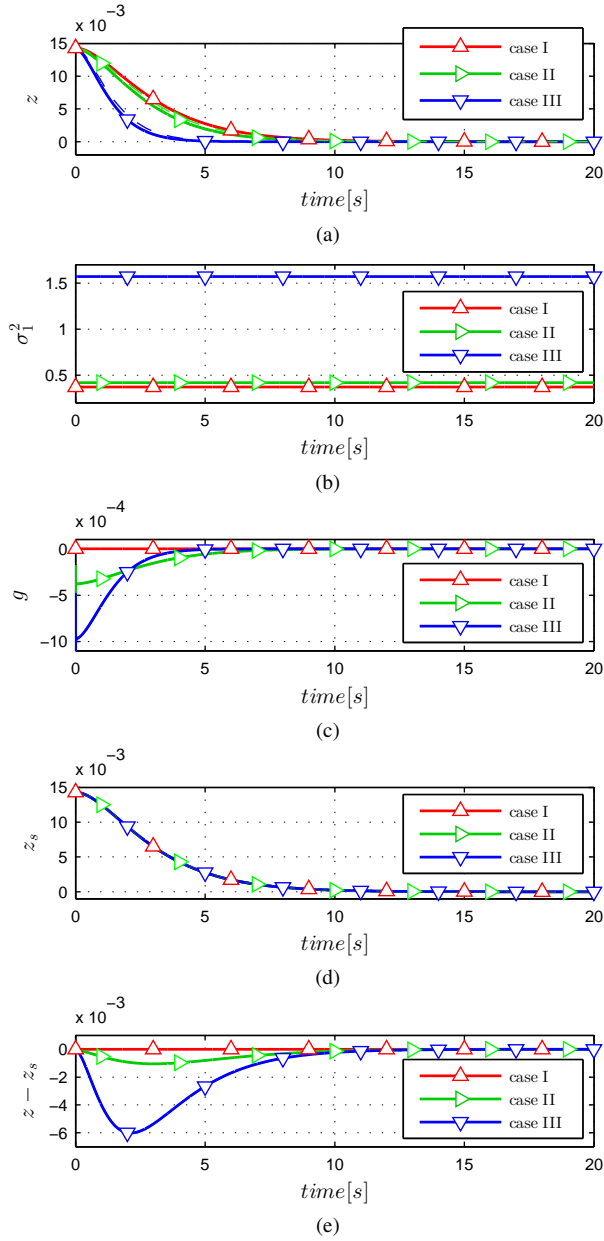 x 10 −3
15
10
5
0
z
case I
case II
case III
0 5 10 15 20
time[s]
(a)
1.5
1
0.5
σ₁²
case I
case II
case III
0 5 10 15 20
time[s]
(b)
x 10 −4
0
−5
−10
g
case I
case II
case III
0 5 10 15 20
time[s]
(c)
x 10 −3
15
10
5
0
zₛ
case I
case II
case III
0 5 10 15 20
time[s]
(d)
x 10 −3
0
−2
−4
−6
z − zₛ
case I
case II
case III
0 5 10 15 20
time[s]
(e)